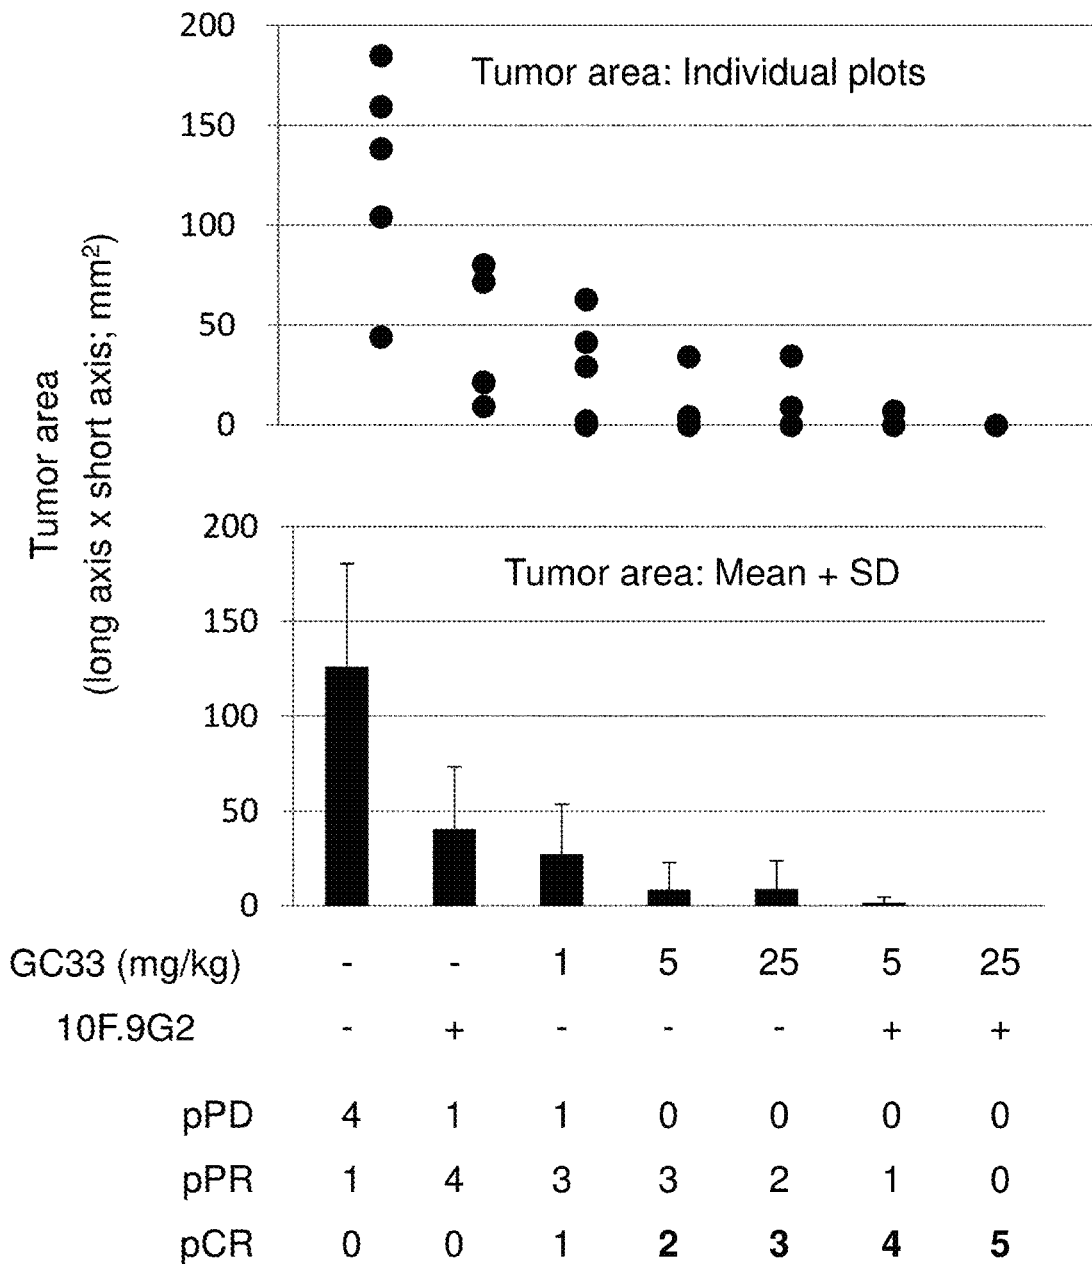 200
Tumor area: Individual plots
150
100
50
0
Tumor area
(long axis x short axis; mm²)
200
Tumor area: Mean + SD
150
100
50
0
GC33 (mg/kg) - - 1 5 25 5 25
10F.9G2 - + - - - + +
pPD 4 1 1 0 0 0 0
pPR 1 4 3 3 2 1 0
pCR 0 0 1 2 3 4 5